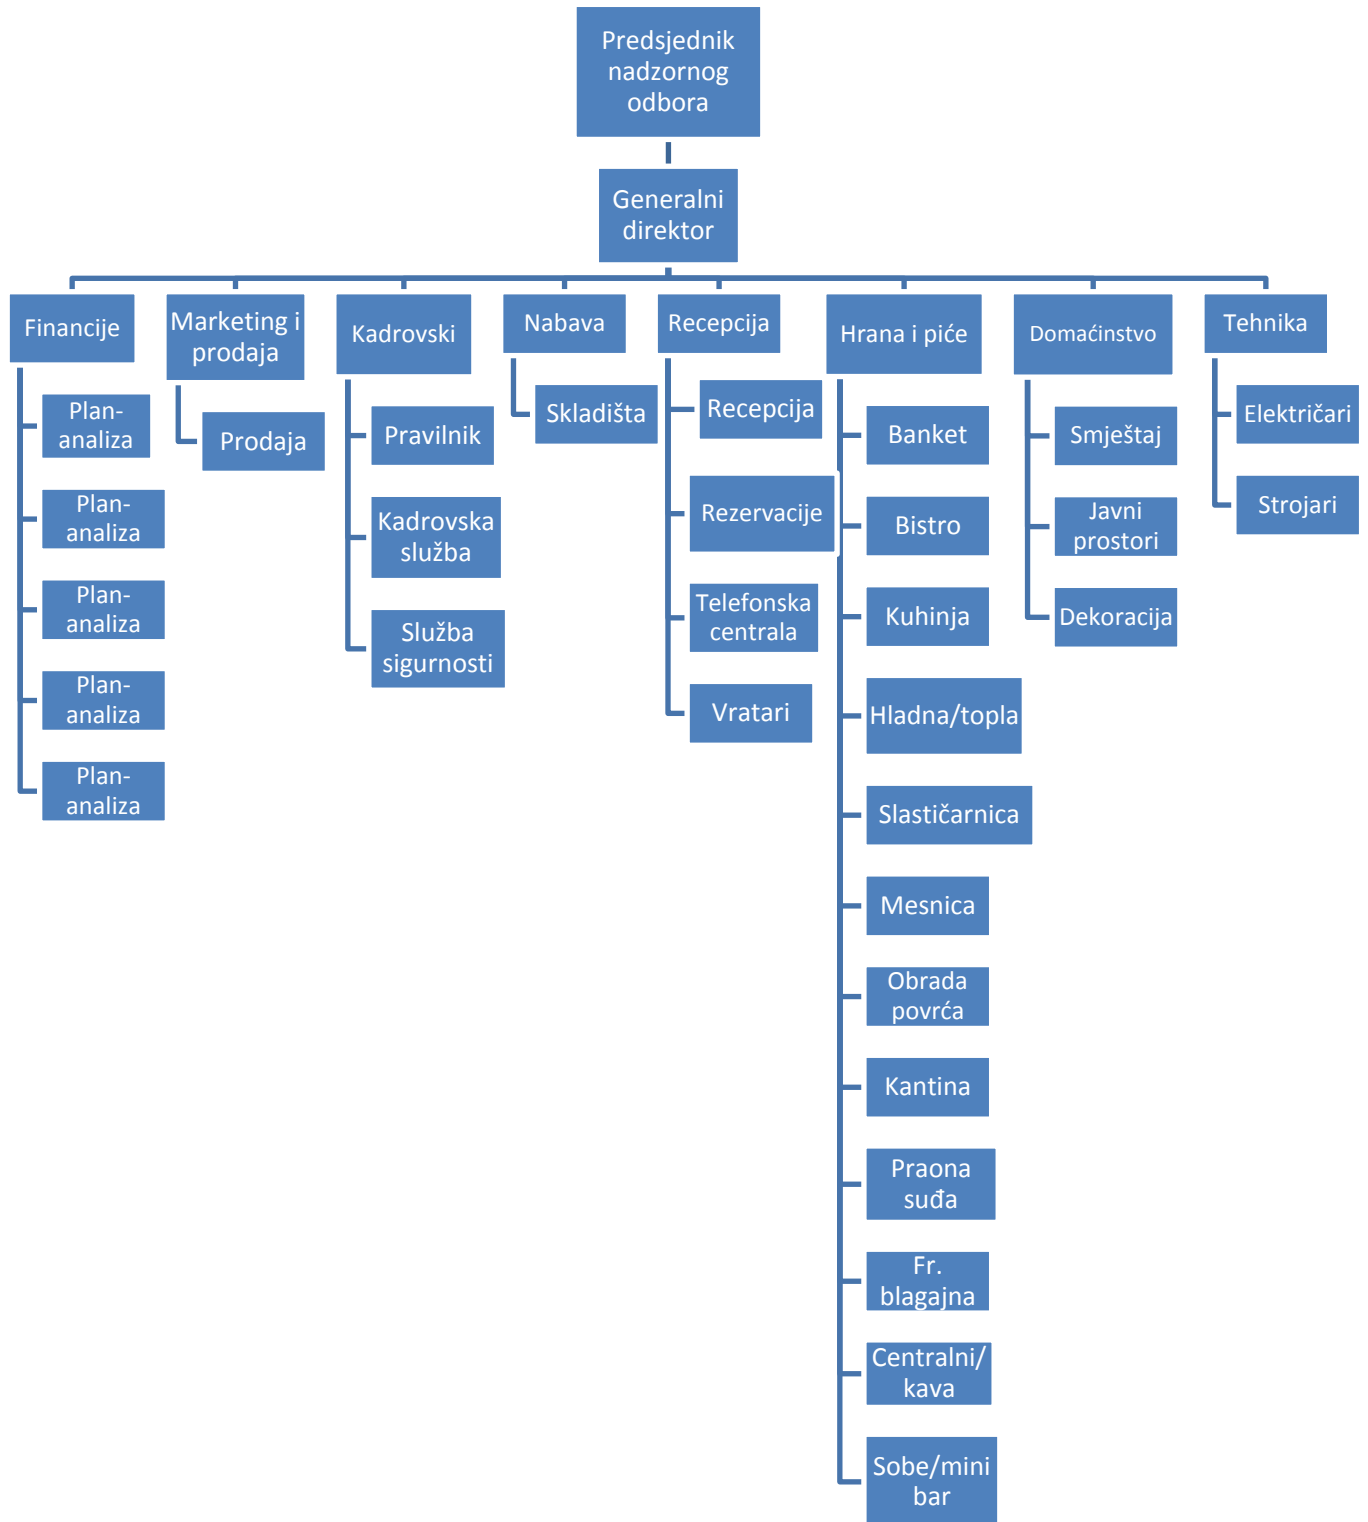 Predsjednik
nadzornog
odbora
Generalni
direktor
Financije
Marketing i
prodaja
Kadrovski
Nabava
Recepcija
Hrana i piće
Domaćinstvo
Tehnika
Plan-
analiza
Plan-
analiza
Plan-
analiza
Plan-
analiza
Plan-
analiza
Prodaja
Pravilnik
Kadrovska
služba
Služba
sigurnosti
Skladišta
Recepcija
Rezervacije
Telefonska
centrala
Vratari
Banket
Bistro
Kuhinja
Hladna/topla
Slastičarnica
Mesnica
Obrada
povrća
Kantina
Praona
suđa
Fr.
blagajna
Centralni/
kava
Sobe/mini
bar
Smještaj
Javni
prostori
Dekoracija
Električari
Strojari